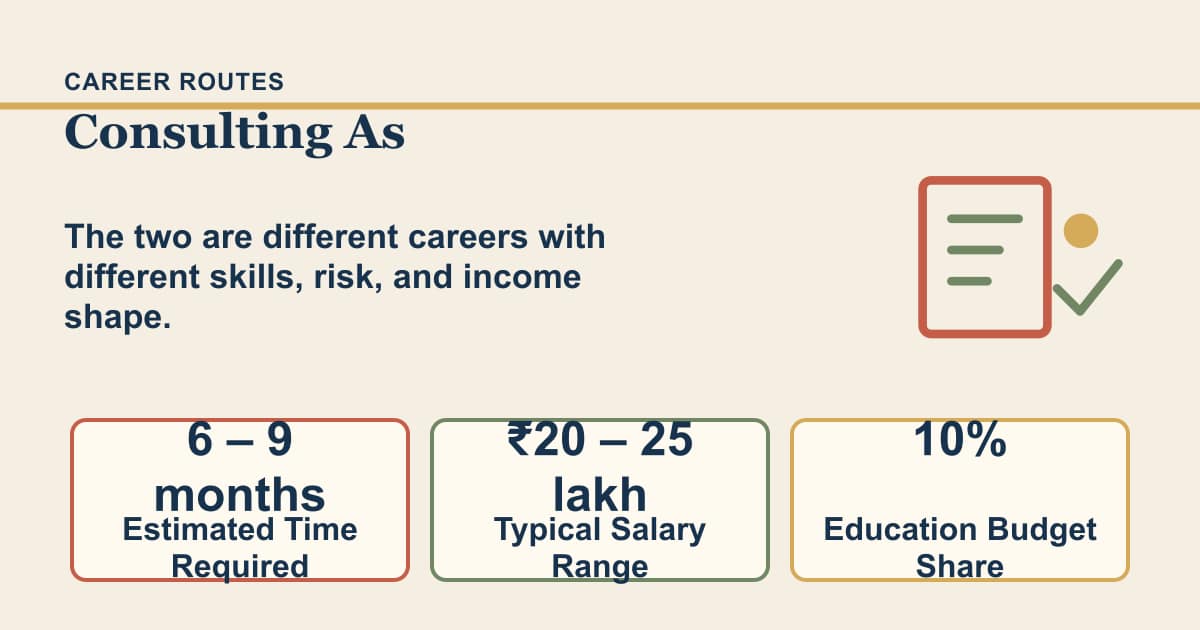 CAREER ROUTES
Consulting As
The two are different careers with
different skills, risk, and income
shape.
6 – 9
months
Estimated Time
Required
₹20 – 25
lakh
Typical Salary
Range
10%
Education Budget
Share